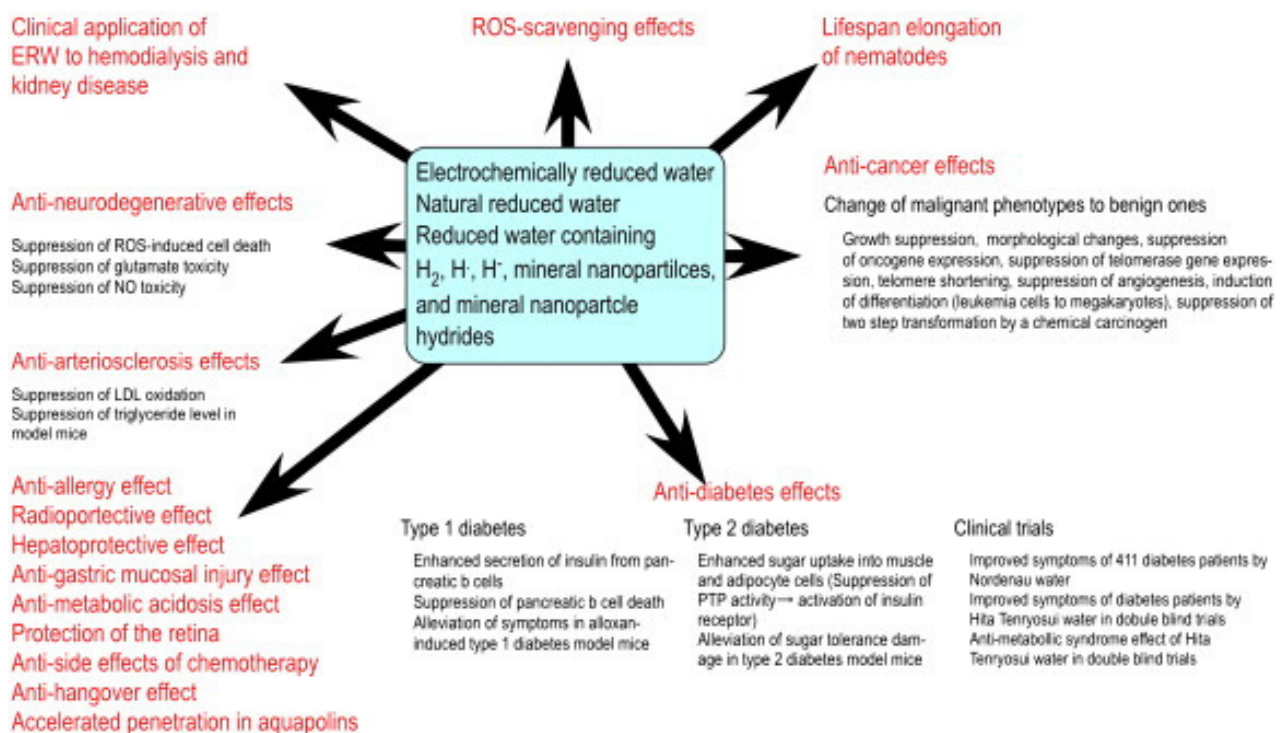 Clinical application of
ERW to hemodialysis and
kidney disease
ROS-scavenging effects
Lifespan elongation
of nematodes
Electrochemically reduced water
Natural reduced water
Reduced water containing
H₂, H·, H⁻, mineral nanopartilces,
and mineral nanopartcle
hydrides
Anti-neurodegenerative effects
Suppression of ROS-induced cell death
Suppression of glutamate toxicity
Suppression of NO toxicity
Anti-cancer effects
Change of malignant phenotypes to benign ones
Growth suppression, morphological changes, suppression
of oncogene expression, suppression of telomerase gene expres-
sion, telomere shortening, suppression of angiogenesis, induction
of differentiation (leukemia cells to megakaryotes), suppression of
two step transformation by a chemical carcinogen
Anti-arteriosclerosis effects
Suppression of LDL oxidation
Suppression of triglyceride level in
model mice
Anti-allergy effect
Radioportective effect
Hepatoprotective effect
Anti-gastric mucosal injury effect
Anti-metabolic acidosis effect
Protection of the retina
Anti-side effects of chemotherapy
Anti-hangover effect
Accelerated penetration in aquapolins
Anti-diabetes effects
Type 1 diabetes
Enhanced secretion of insulin from pan-
creatic b cells
Suppression of pancreatic b cell death
Alleviation of symptoms in alloxan-
induced type 1 diabetes model mice
Type 2 diabetes
Enhanced sugar uptake into muscle
and adipocyte cells (Suppression of
PTP activity→ activation of insulin
receptor)
Alleviation of sugar tolerance dam-
age in type 2 diabetes model mice
Clinical trials
Improved symptoms of 411 diabetes patients by
Nordenau water
Improved symptoms of diabetes patients by
Hita Tenryosui water in dobule blind trials
Anti-metabollic syndrome effect of Hita
Tenryosui water in double blind trials